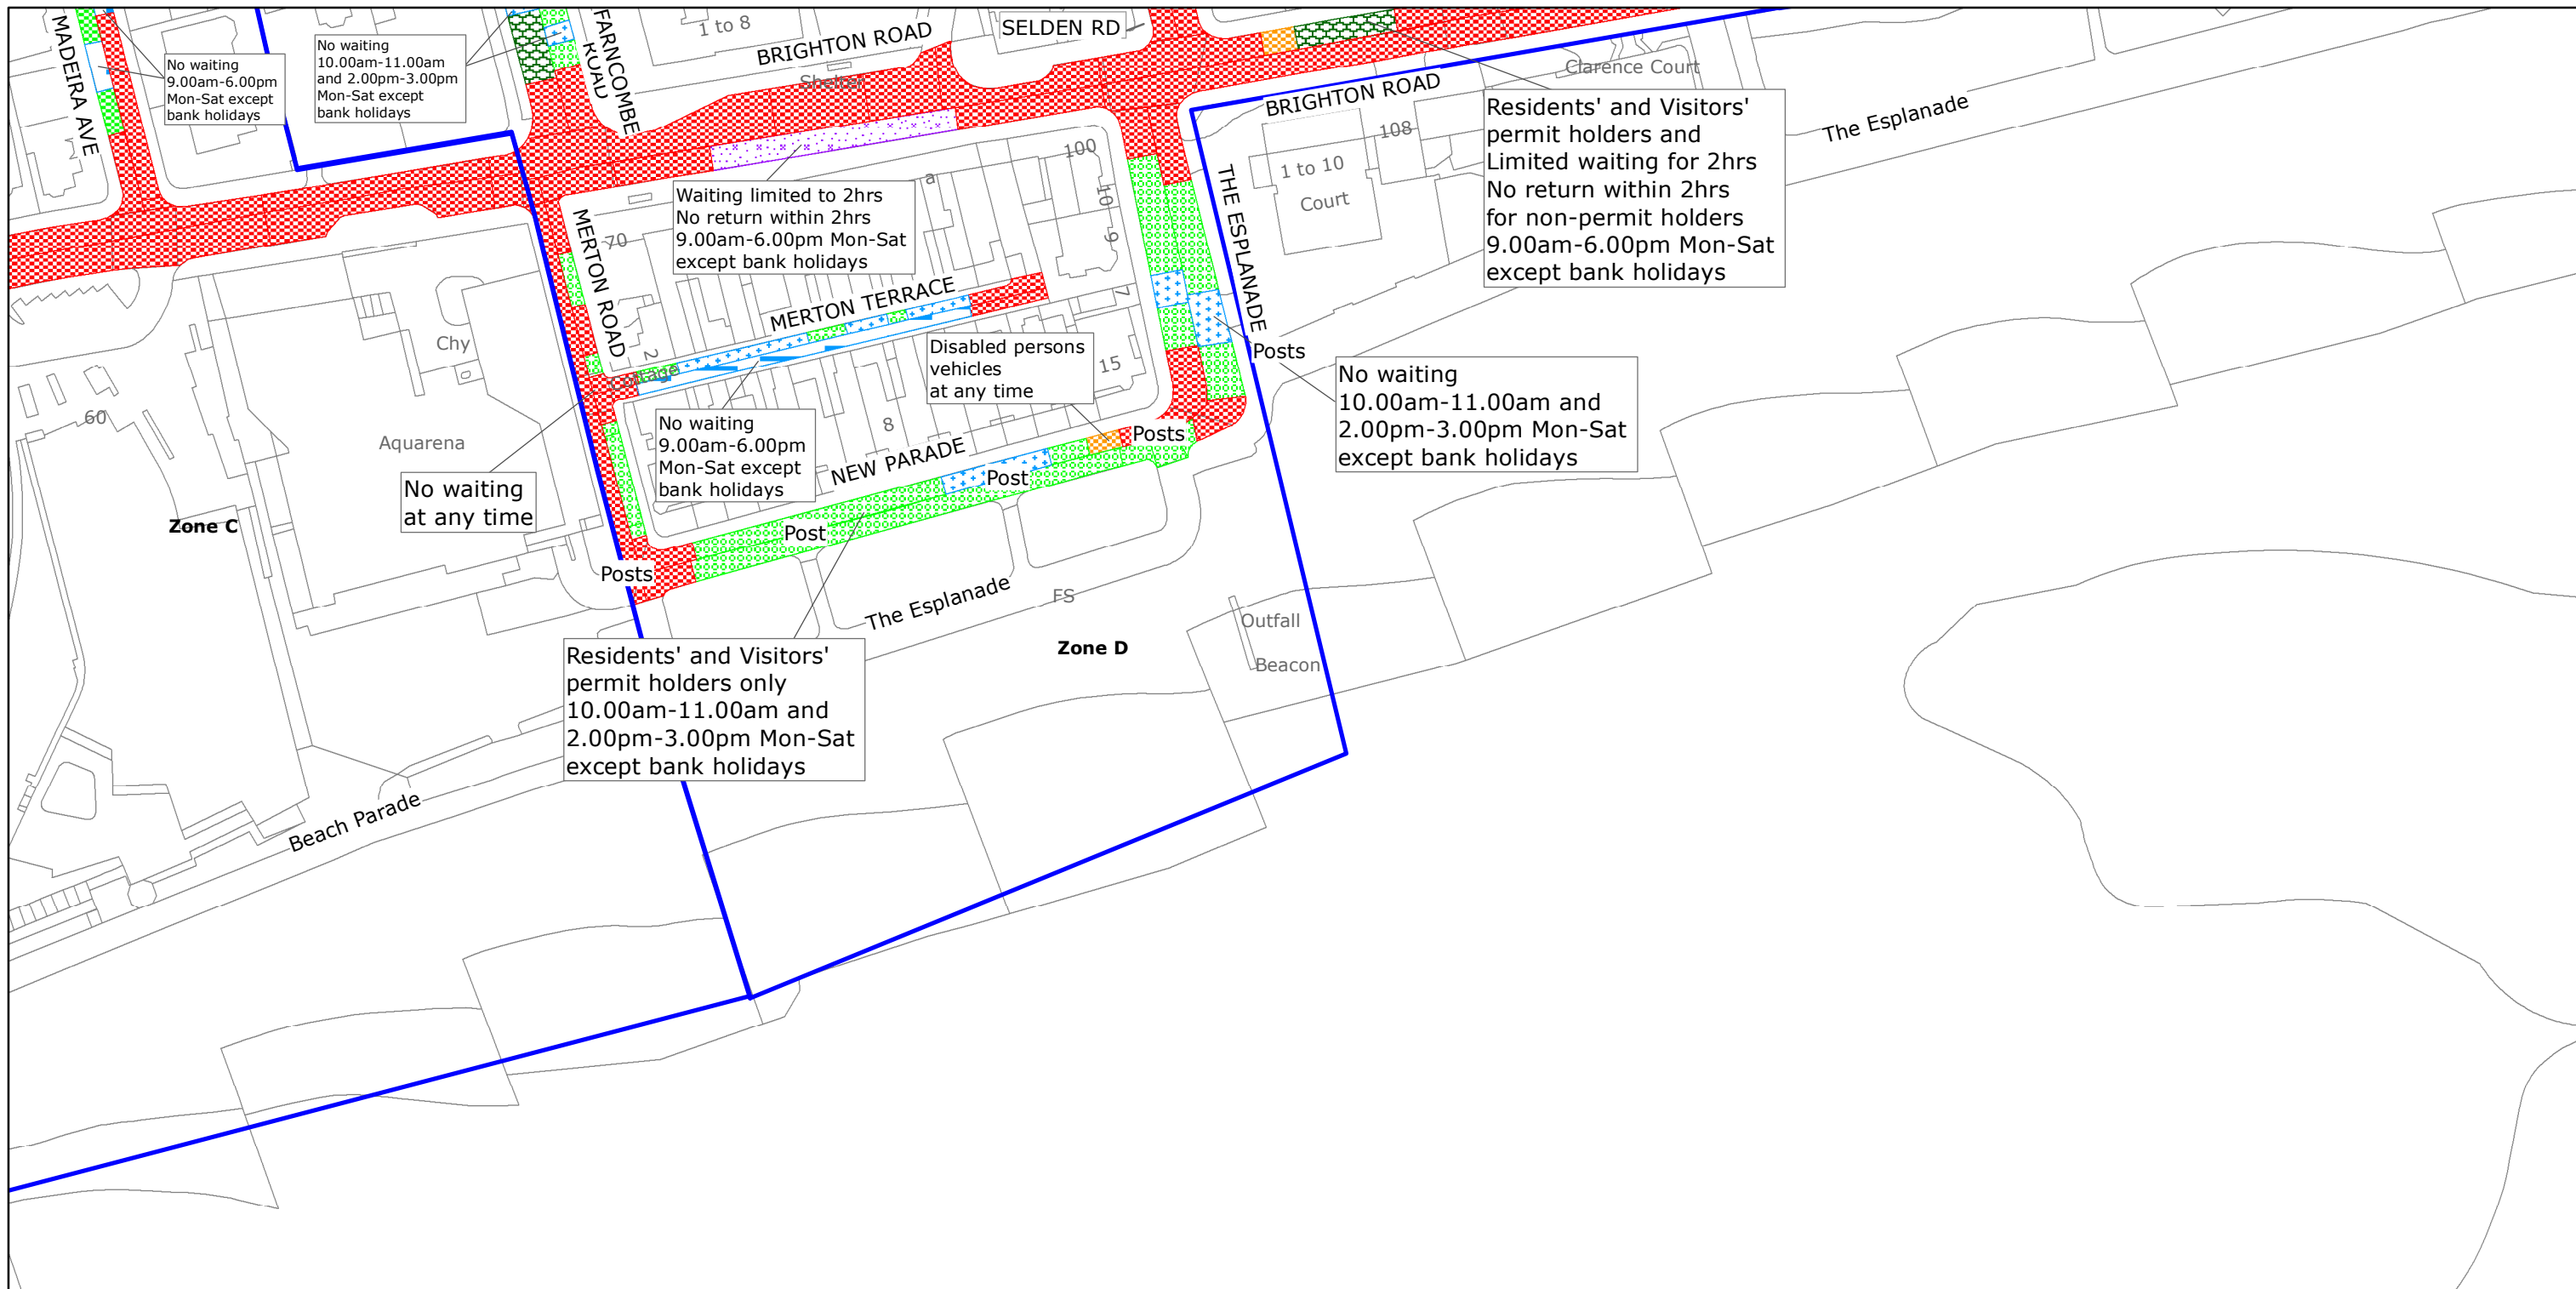 MADEIRA AVE
No waiting
9.00am-6.00pm
Mon-Sat except
bank holidays
No waiting
10.00am-11.00am
and 2.00pm-3.00pm
Mon-Sat except
bank holidays
FARNCOMBE
ROAD
1 to 8
BRIGHTON ROAD
SELDEN RD
Shelter
BRIGHTON ROAD
Clarence Court
The Esplanade
Residents' and Visitors'
permit holders and
Limited waiting for 2hrs
No return within 2hrs
for non-permit holders
9.00am-6.00pm Mon-Sat
except bank holidays
108
1 to 10
Court
100
10
9
7
a
70
Waiting limited to 2hrs
No return within 2hrs
9.00am-6.00pm Mon-Sat
except bank holidays
MERTON ROAD
THE ESPLANADE
MERTON TERRACE
2
Cottage
Chy
60
Aquarena
Disabled persons
vehicles
at any time
15
Posts
No waiting
10.00am-11.00am and
2.00pm-3.00pm Mon-Sat
except bank holidays
No waiting
9.00am-6.00pm
Mon-Sat except
bank holidays
8
NEW PARADE
Posts
Post
No waiting
at any time
Zone C
Post
Posts
The Esplanade
FS
Outfall
Beacon
Zone D
Residents' and Visitors'
permit holders only
10.00am-11.00am and
2.00pm-3.00pm Mon-Sat
except bank holidays
Beach Parade